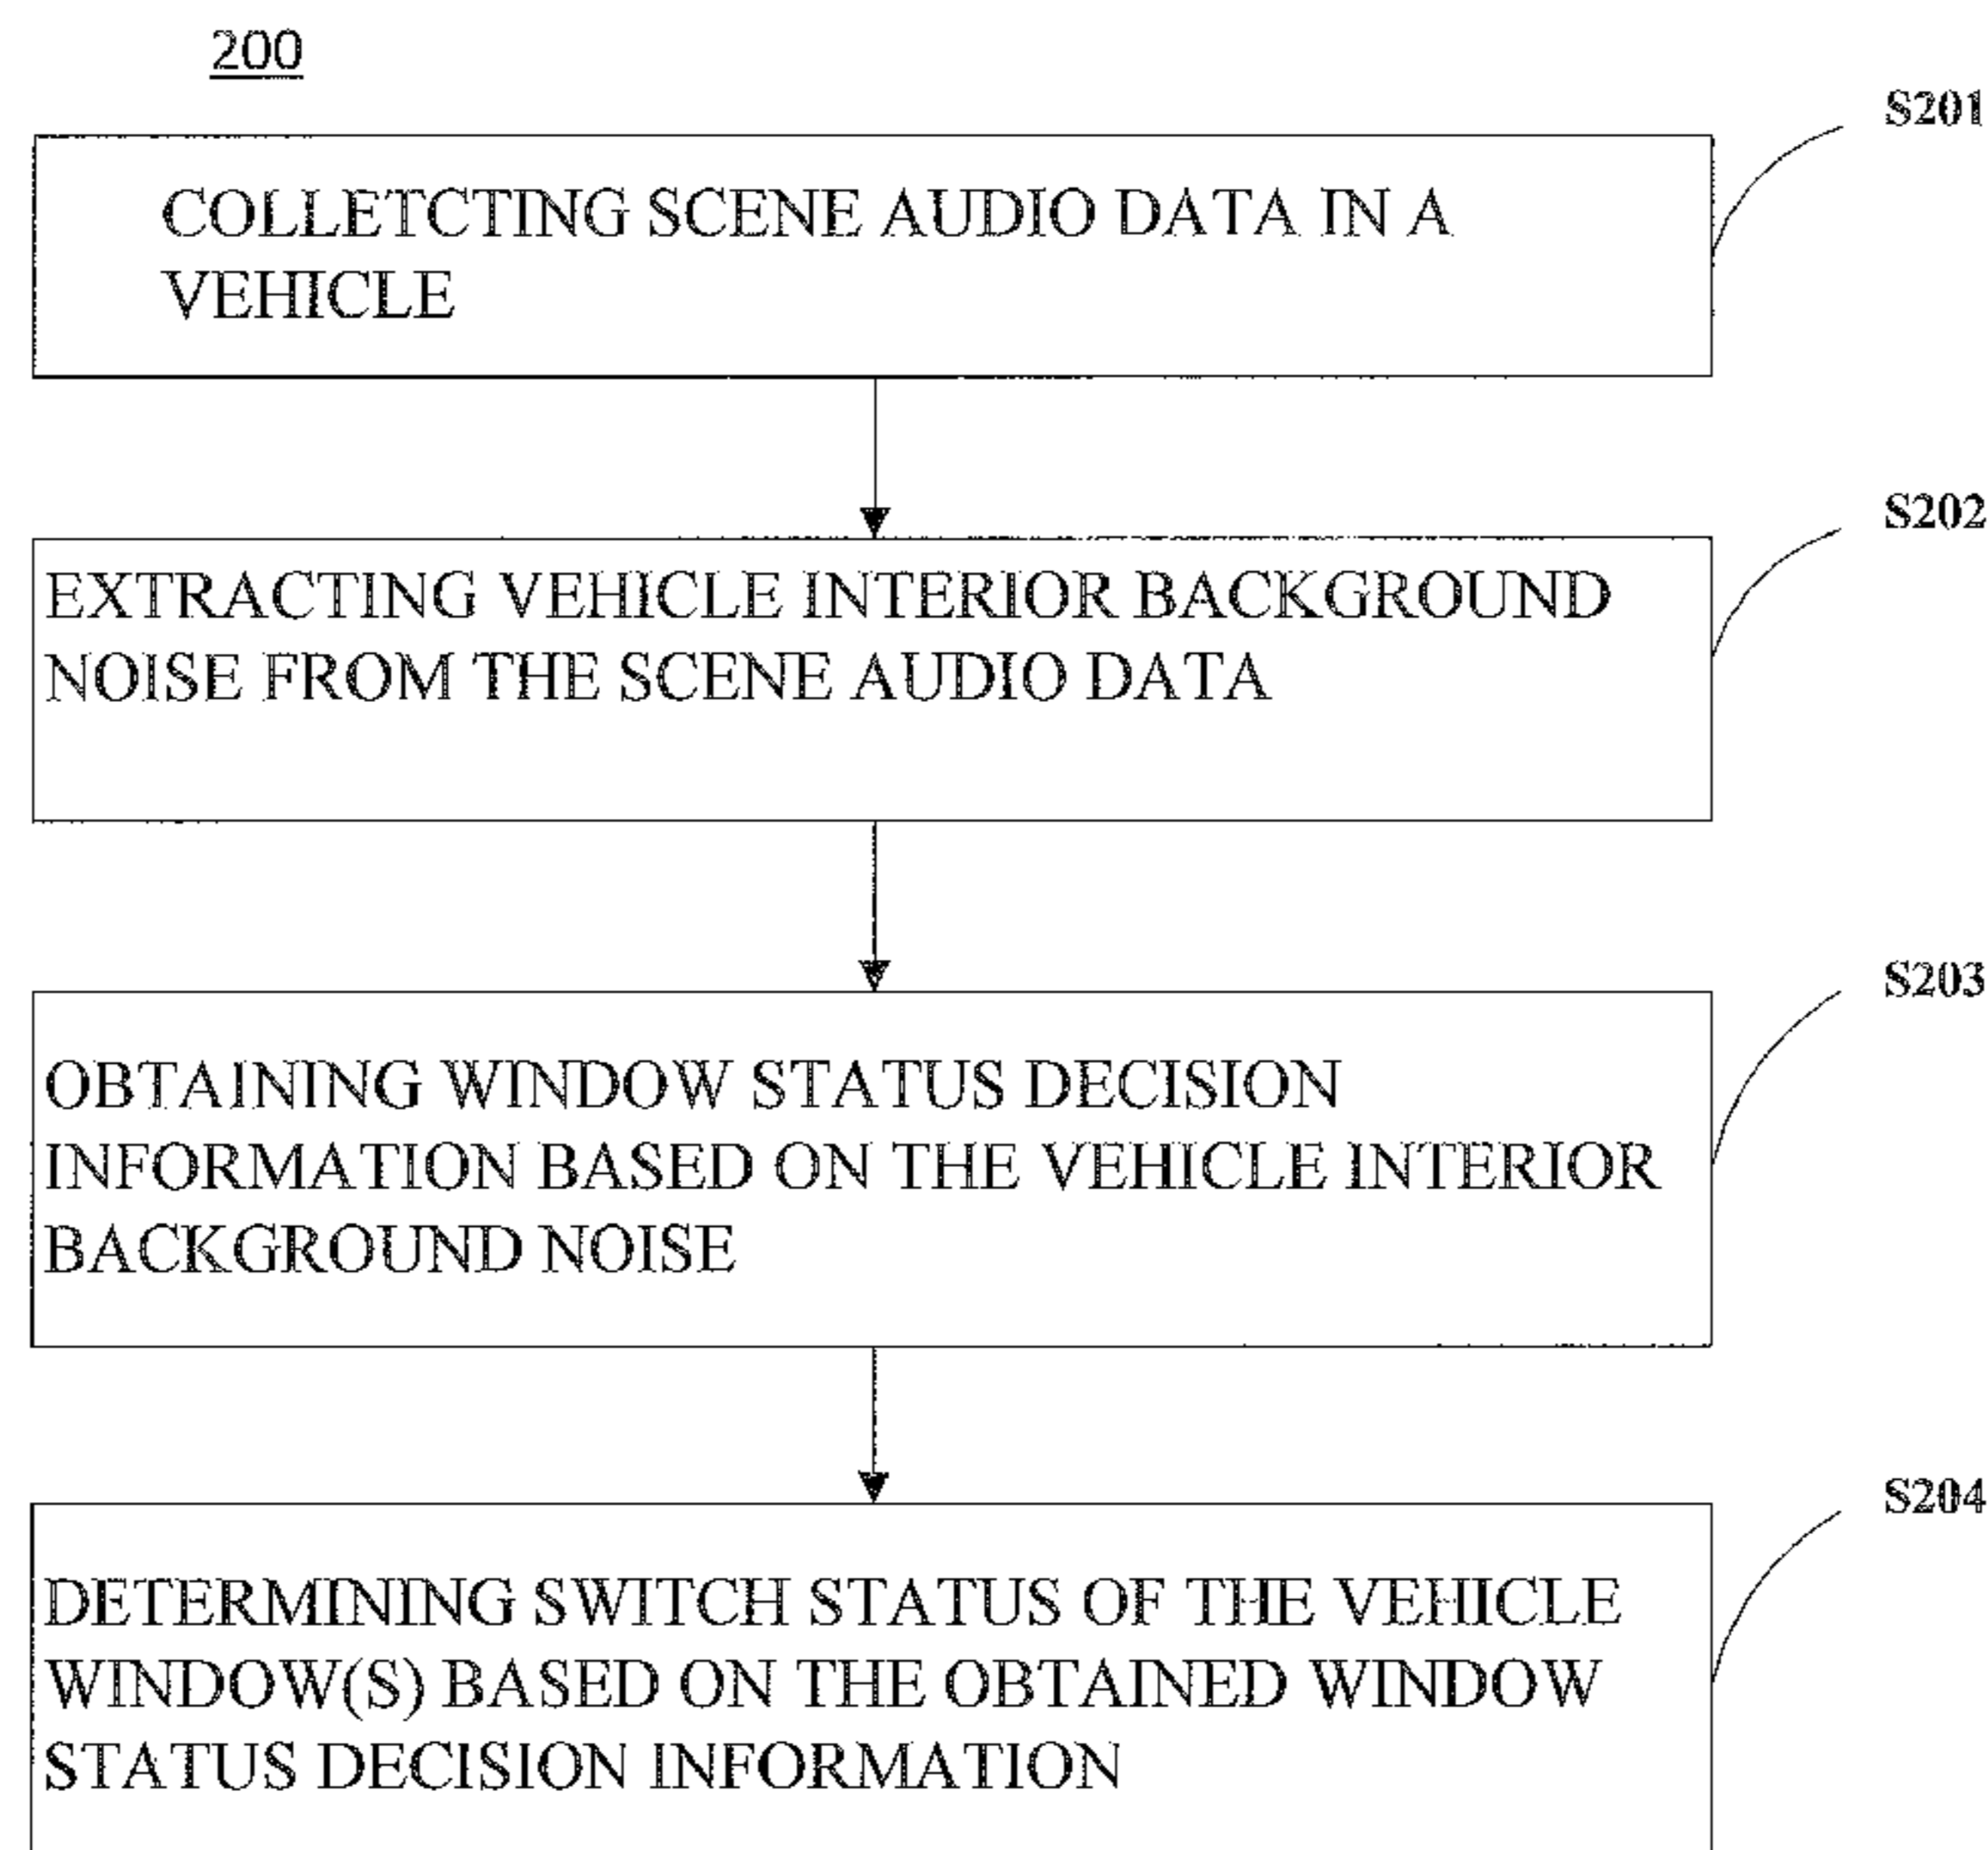 200
S201
COLLETCTING SCENE AUDIO DATA IN A
VEHICLE
S202
EXTRACTING VEHICLE INTERIOR BACKGROUND
NOISE FROM THE SCENE AUDIO DATA
S203
OBTAINING WINDOW STATUS DECISION
INFORMATION BASED ON THE VEHICLE INTERIOR
BACKGROUND NOISE
S204
DETERMINING SWITCH STATUS OF THE VEHICLE
WINDOW(S) BASED ON THE OBTAINED WINDOW
STATUS DECISION INFORMATION